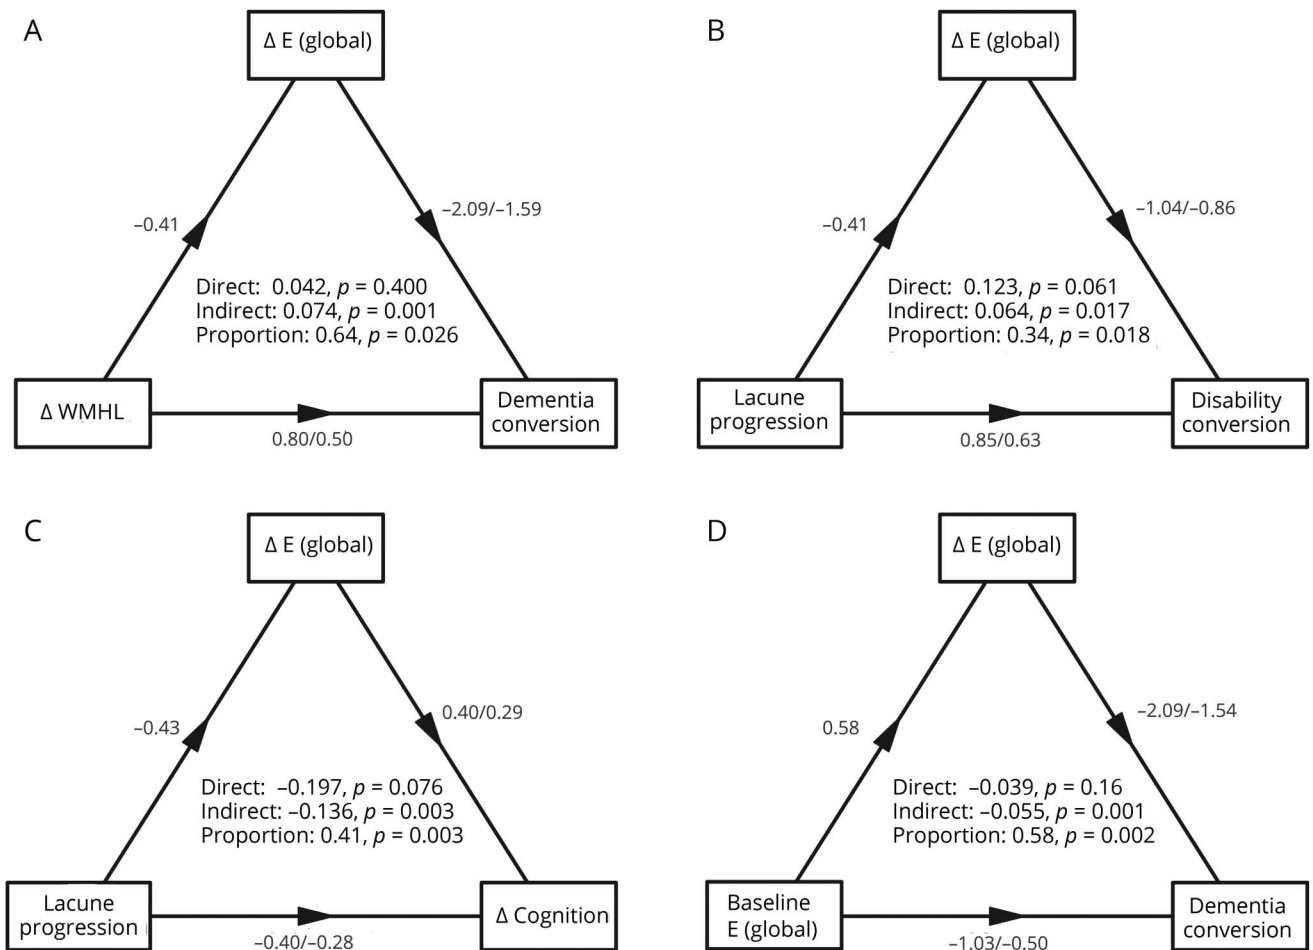 A
Δ E (global)
–0.41
–2.09/–1.59
Direct: 0.042, p = 0.400
Indirect: 0.074, p = 0.001
Proportion: 0.64, p = 0.026
Δ WMHL
Dementia
conversion
0.80/0.50
B
Δ E (global)
–0.41
–1.04/–0.86
Direct: 0.123, p = 0.061
Indirect: 0.064, p = 0.017
Proportion: 0.34, p = 0.018
Lacune
progression
Disability
conversion
0.85/0.63
C
Δ E (global)
–0.43
0.40/0.29
Direct: –0.197, p = 0.076
Indirect: –0.136, p = 0.003
Proportion: 0.41, p = 0.003
Lacune
progression
Δ Cognition
–0.40/–0.28
D
Δ E (global)
0.58
–2.09/–1.54
Direct: –0.039, p = 0.16
Indirect: –0.055, p = 0.001
Proportion: 0.58, p = 0.002
Baseline
E (global)
Dementia
conversion
–1.03/–0.50